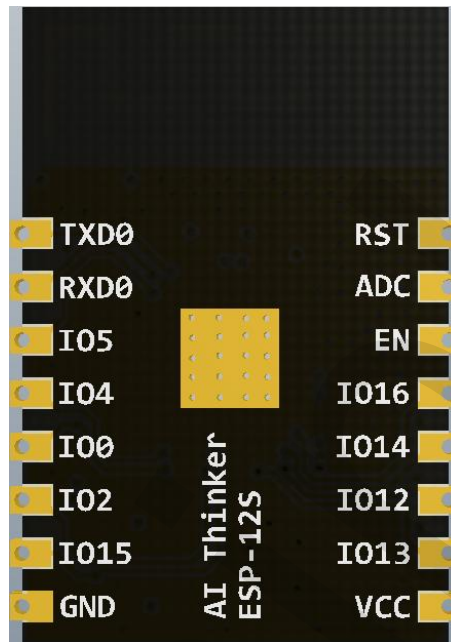 TXD0
RXD0
IO5
IO4
IO0
IO2
IO15
GND
RST
ADC
EN
IO16
IO14
IO12
IO13
VCC
AI Thinker
ESP-12S